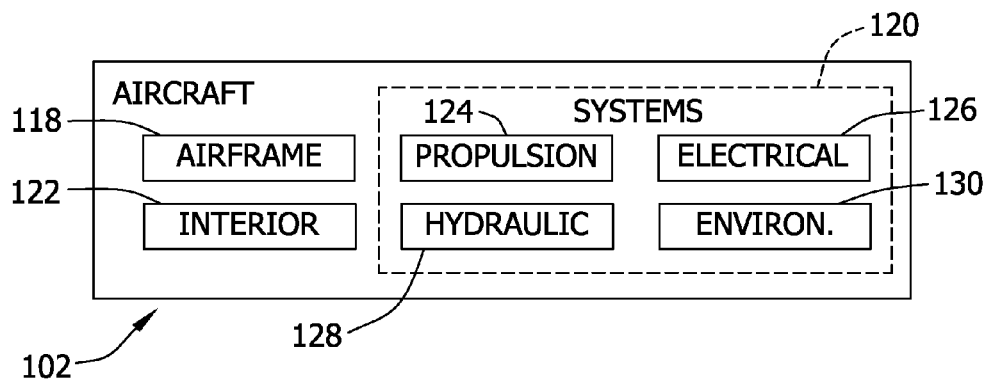 120
AIRCRAFT
SYSTEMS
118
124
126
AIRFRAME
PROPULSION
ELECTRICAL
122
130
INTERIOR
HYDRAULIC
ENVIRON.
128
102